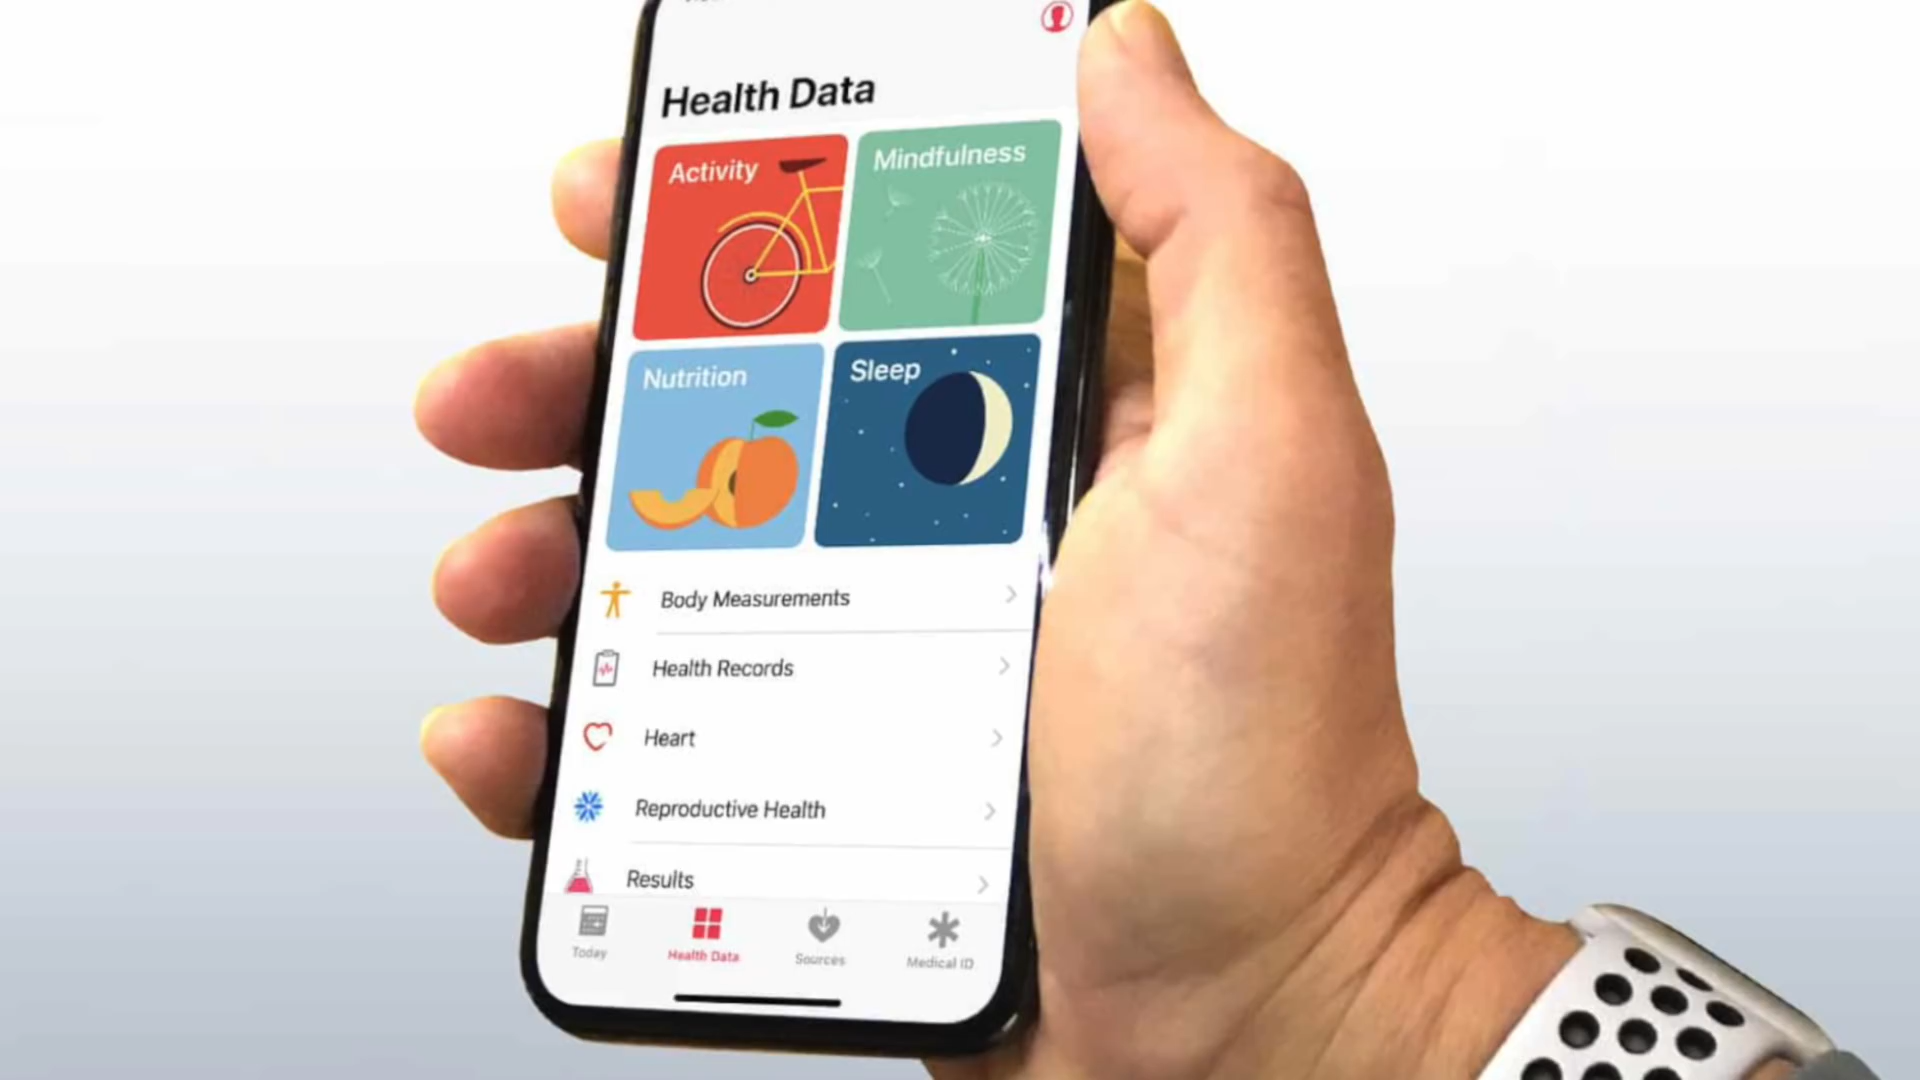 Health Data
Activity
Mindfulness
Nutrition
Sleep
Body Measurements
Health Records
Heart
Reproductive Health
Results
Today
Health Data
Sources
Medical ID